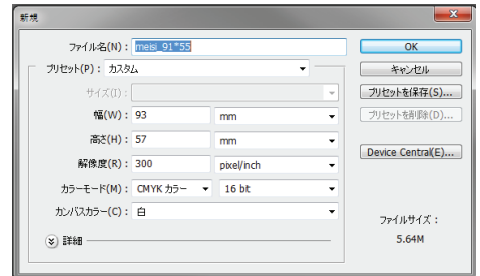 新規
ファイル名(N)： meisi_91*55
OK
プリセット(P)： カスタム
キャンセル
サイズ(I)：
プリセットを保存(S)...
幅(W)： 93 mm
プリセットを削除(D)...
高さ(H)： 57 mm
解像度(R)： 300 pixel/inch
Device Central(E)...
カラーモード(M)： CMYK カラー 16 bit
カンバスカラー(C)： 白
ファイルサイズ：
詳細
5.64M